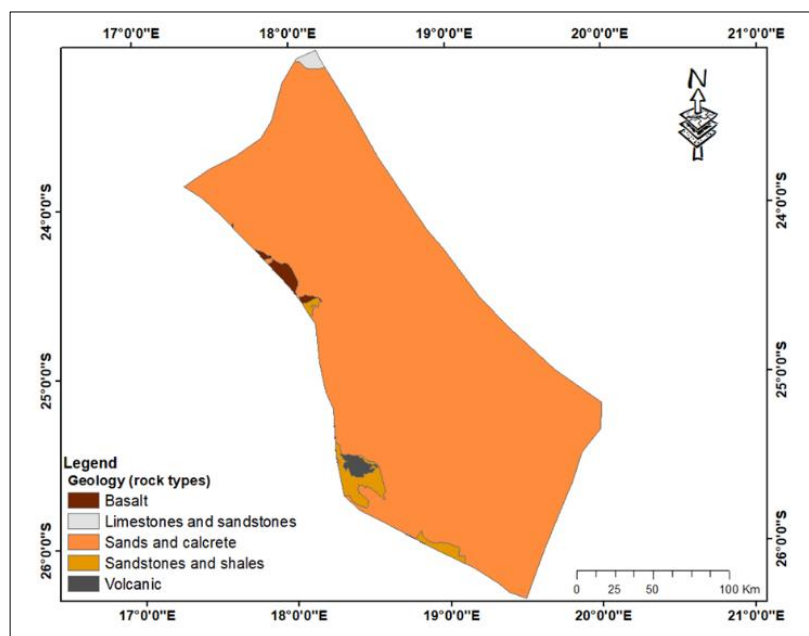 17°0'0"E 18°0'0"E 19°0'0"E 20°0'0"E 21°0'0"E
N
24°0'0"S 24°0'0"S
25°0'0"S 25°0'0"S
26°0'0"S 26°0'0"S
Legend
Geology (rock types)
Basalt
Limestones and sandstones
Sands and calcrete
Sandstones and shales
Volcanic
0 25 50 100 Km
17°0'0"E 18°0'0"E 19°0'0"E 20°0'0"E 21°0'0"E